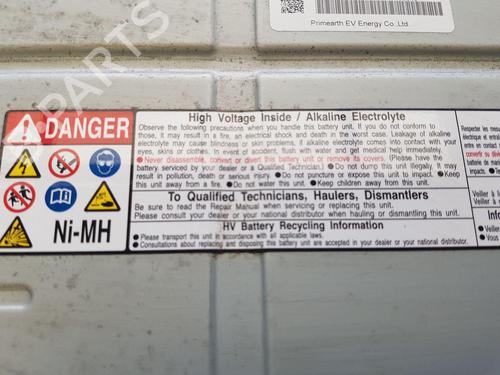 Primearth EV Energy Co.,Ltd.
B-PARTS
DANGER
Ni-MH
High Voltage Inside / Alkaline Electrolyte
Observe the following precautions when you handle this battery unit. If you do not conform to
those, it may result in a fire, an electrical shock and death in the worst case. Leakage of alkaline
electrolyte may cause blindness or skin problems, if alkaline electrolyte comes into contact with your
eyes, skin or clothes. In event of accident, flush with water and get medical help immediately.
● Never disassemble, convert or divert this battery unit or remove its covers. (Please have the
battery serviced by your dealer or a Qualified Technician.) ● Do not dump this unit illegally. It may
result in pollution, death or serious injury. ● Do not puncture or expose this unit to impact. ● Keep
this unit away from a fire. ● Do not water this unit. ● Keep children away from this unit.
To Qualified Technicians, Haulers, Dismantlers
Be sure to read the Repair Manual when servicing or replacing this unit.
Please consult your dealer or your national distributor when hauling or dismantling this unit.
HV Battery Recycling Information
● Please transport this unit in accordance with all applicable laws.
● Consultations about replacing and disposing this battery unit are accepted in your dealer or your national distributor.
Respecter les
impacts.
Veiller à
Veiller à
● Veiller
● Vous